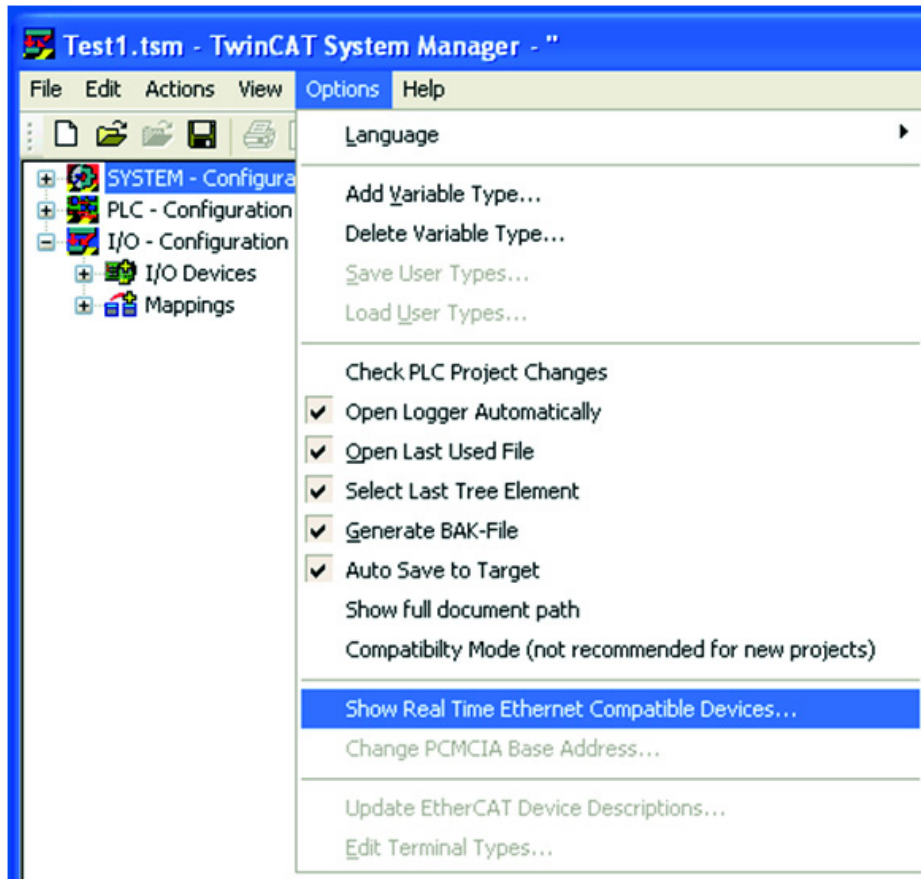 Test1.tsm - TwinCAT System Manager - "
File Edit Actions View Options Help
Language
SYSTEM - Configura
PLC - Configuration
I/O - Configuration
I/O Devices
Mappings
Add Variable Type...
Delete Variable Type...
Save User Types...
Load User Types...
Check PLC Project Changes
Open Logger Automatically
Open Last Used File
Select Last Tree Element
Generate BAK-File
Auto Save to Target
Show full document path
Compatibilty Mode (not recommended for new projects)
Show Real Time Ethernet Compatible Devices...
Change PCMCIA Base Address...
Update EtherCAT Device Descriptions...
Edit Terminal Types...